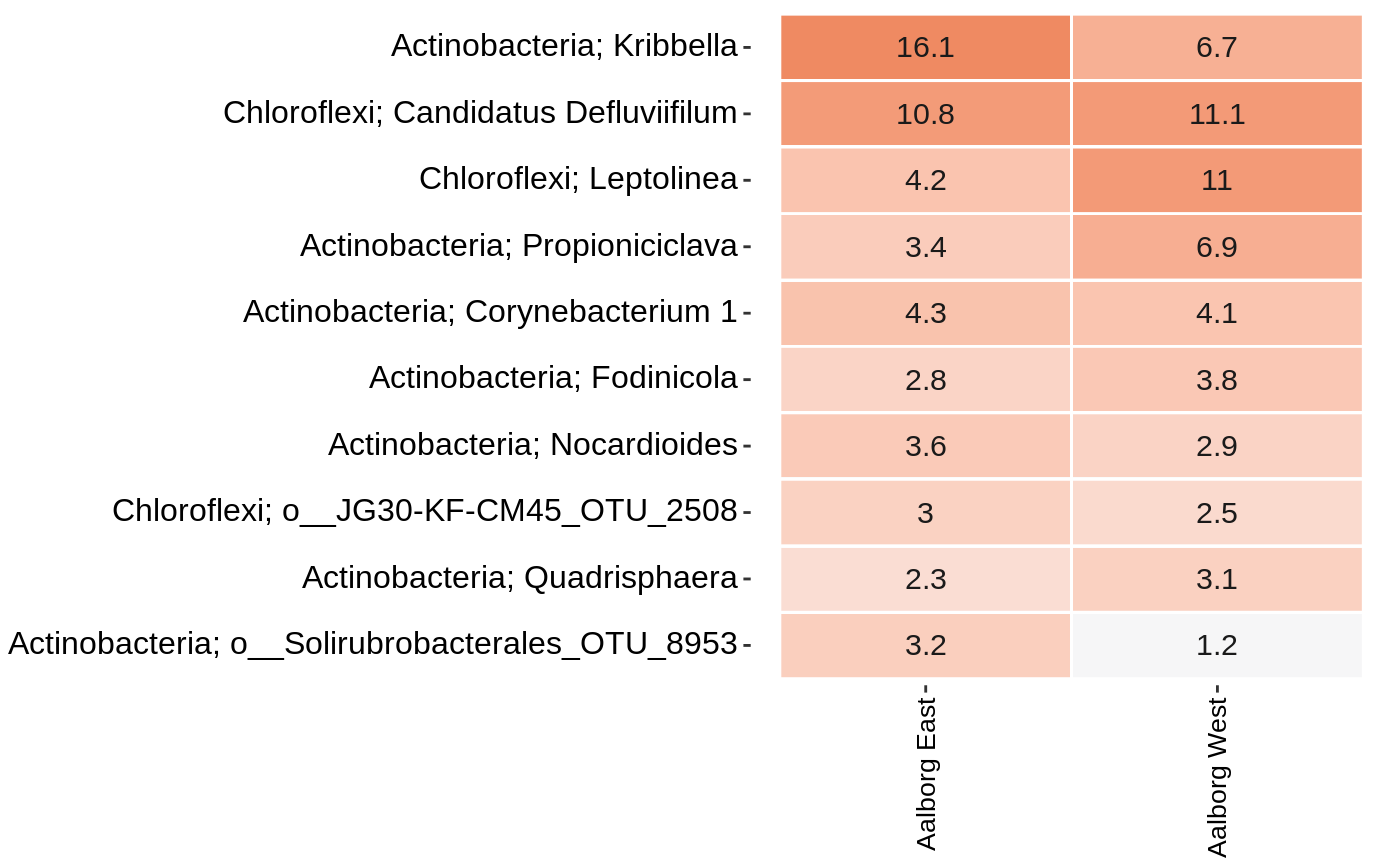 Actinobacteria; Kribbella 16.1 6.7
Chloroflexi; Candidatus Defluviifilum 10.8 11.1
Chloroflexi; Leptolinea 4.2 11
Actinobacteria; Propioniciclava 3.4 6.9
Actinobacteria; Corynebacterium 1 4.3 4.1
Actinobacteria; Fodinicola 2.8 3.8
Actinobacteria; Nocardioides 3.6 2.9
Chloroflexi; o__JG30-KF-CM45_OTU_2508 3 2.5
Actinobacteria; Quadrisphaera 2.3 3.1
Actinobacteria; o__Solirubrobacterales_OTU_8953 3.2 1.2
Aalborg East
Aalborg West